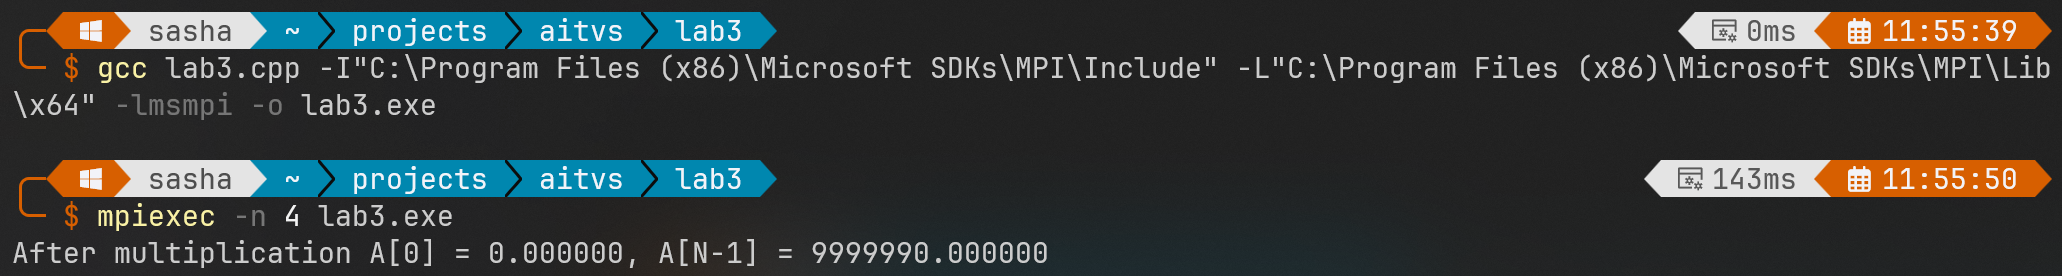 sasha ~ projects aitvs lab3 0ms 11:55:39
$ gcc lab3.cpp -I"C:\Program Files (x86)\Microsoft SDKs\MPI\Include" -L"C:\Program Files (x86)\Microsoft SDKs\MPI\Lib
\x64" -lmsmpi -o lab3.exe
sasha ~ projects aitvs lab3 143ms 11:55:50
$ mpiexec -n 4 lab3.exe
After multiplication A[0] = 0.000000, A[N-1] = 9999990.000000